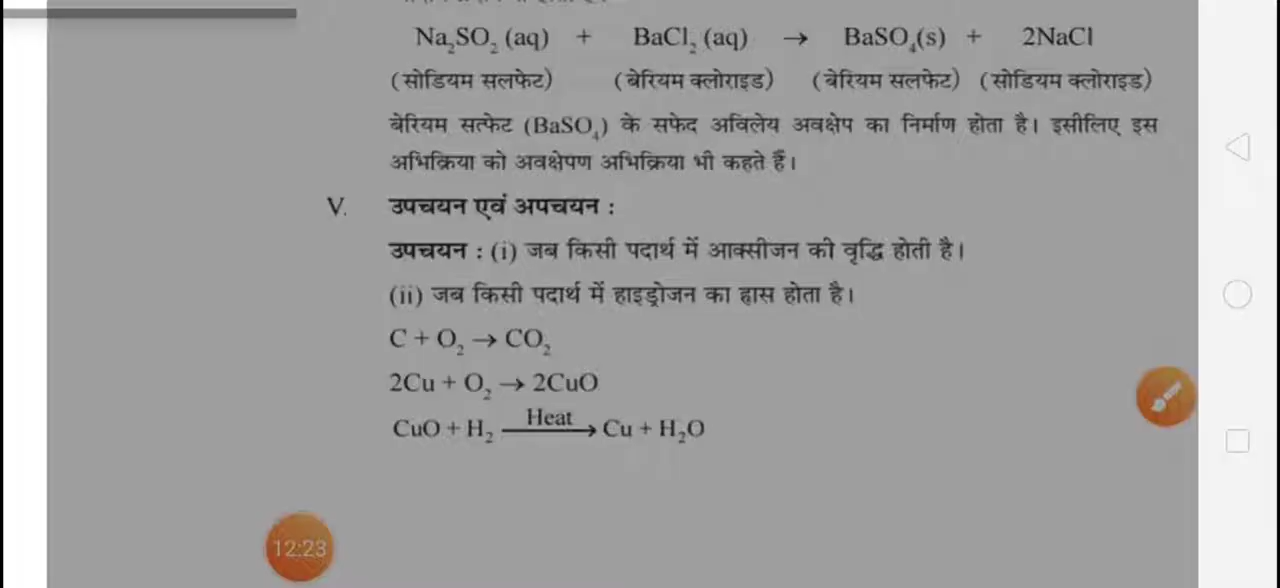 Na₂SO₂ (aq) + BaCl₂ (aq) → BaSO₄(s) + 2NaCl
(सोडियम सलफेट) (बेरियम क्लोराइड) (बेरियम सलफेट) (सोडियम क्लोराइड)
बेरियम सत्फेट (BaSO₄) के सफेद अविलेय अवक्षेप का निर्माण होता है। इसीलिए इस
अभिक्रिया को अवक्षेपण अभिक्रिया भी कहते हैं।
V. उपचयन एवं अपचयन :
उपचयन : (i) जब किसी पदार्थ में आक्सीजन की वृद्धि होती है।
(ii) जब किसी पदार्थ में हाइड्रोजन का ह्रास होता है।
C + O₂ → CO₂
2Cu + O₂ → 2CuO
CuO + H₂ —Heat→ Cu + H₂O
12:23